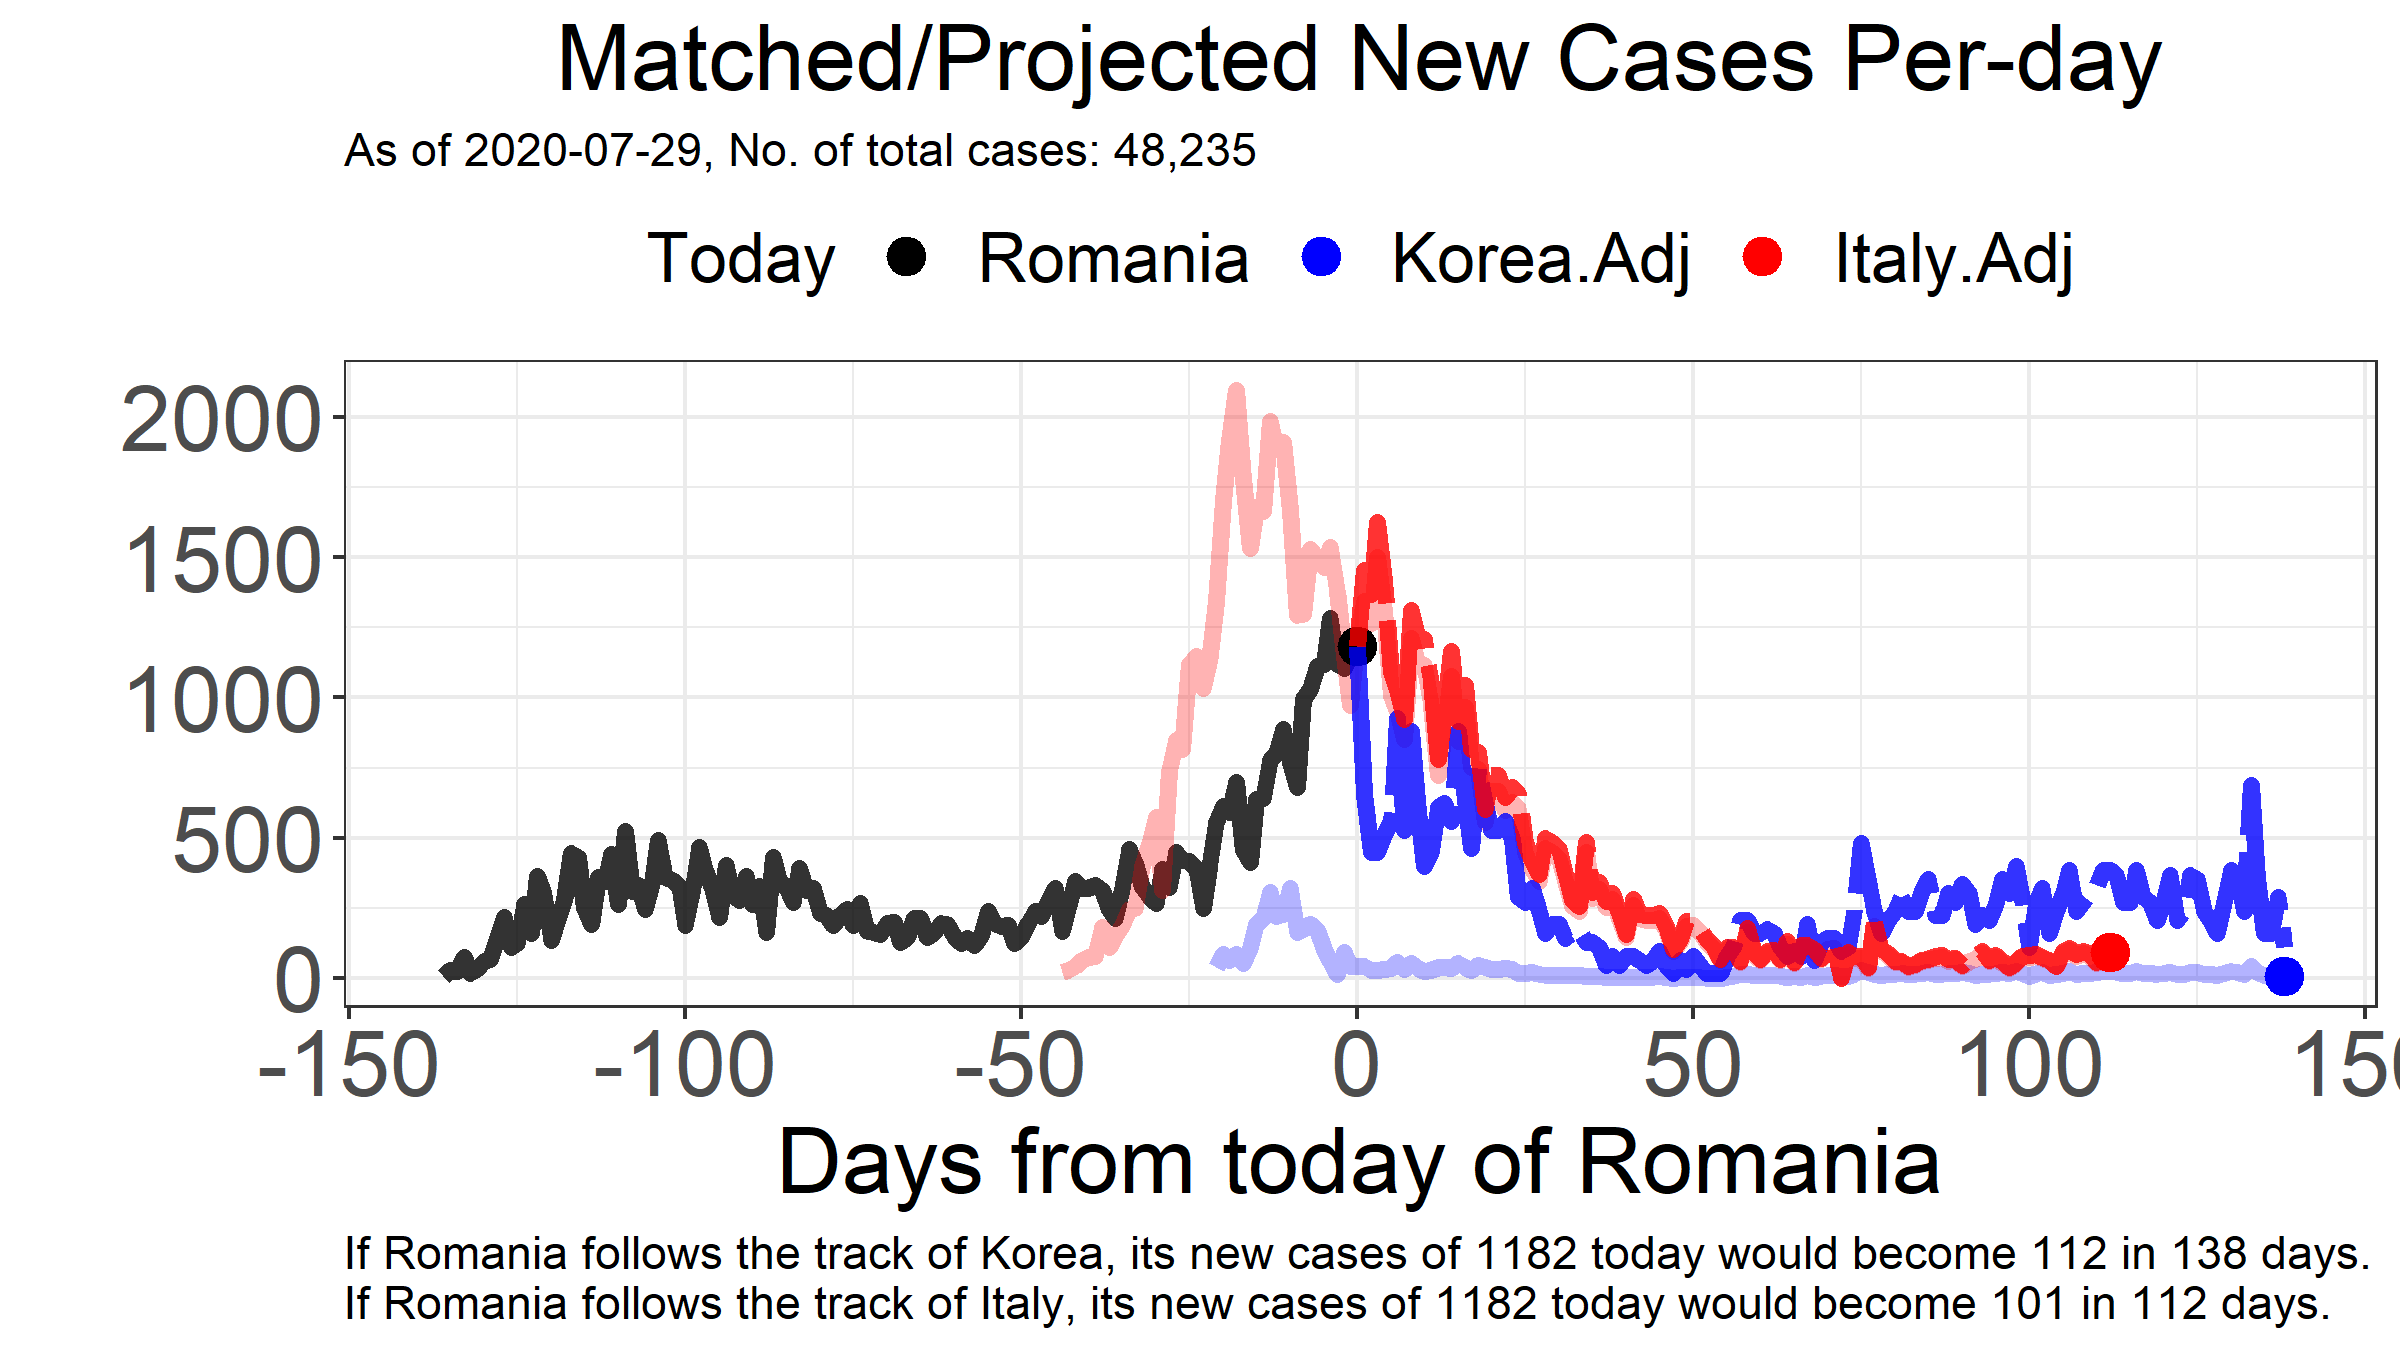 Matched/Projected New Cases Per-day
As of 2020-07-29, No. of total cases: 48,235
Today Romania Korea.Adj Italy.Adj
2000
1500
1000
500
0
-150 -100 -50 0 50 100 150
Days from today of Romania
If Romania follows the track of Korea, its new cases of 1182 today would become 112 in 138 days.
If Romania follows the track of Italy, its new cases of 1182 today would become 101 in 112 days.